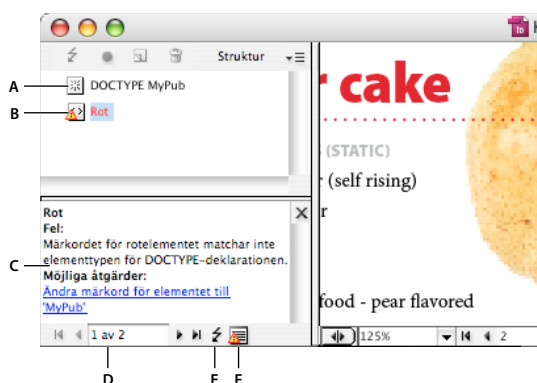 Struktur
A
DOCTYPE MyPub
B
Rot
Rot
Fel:
Märkordet för rotelementet matchar inte
elementtypen för DOCTYPE-deklarationen.
C
Möjliga åtgärder:
Ändra märkord för elementet till
'MyPub'
1 av 2
D
E
F
cake
(STATIC)
(self rising)
r
food - pear flavored
125%
2